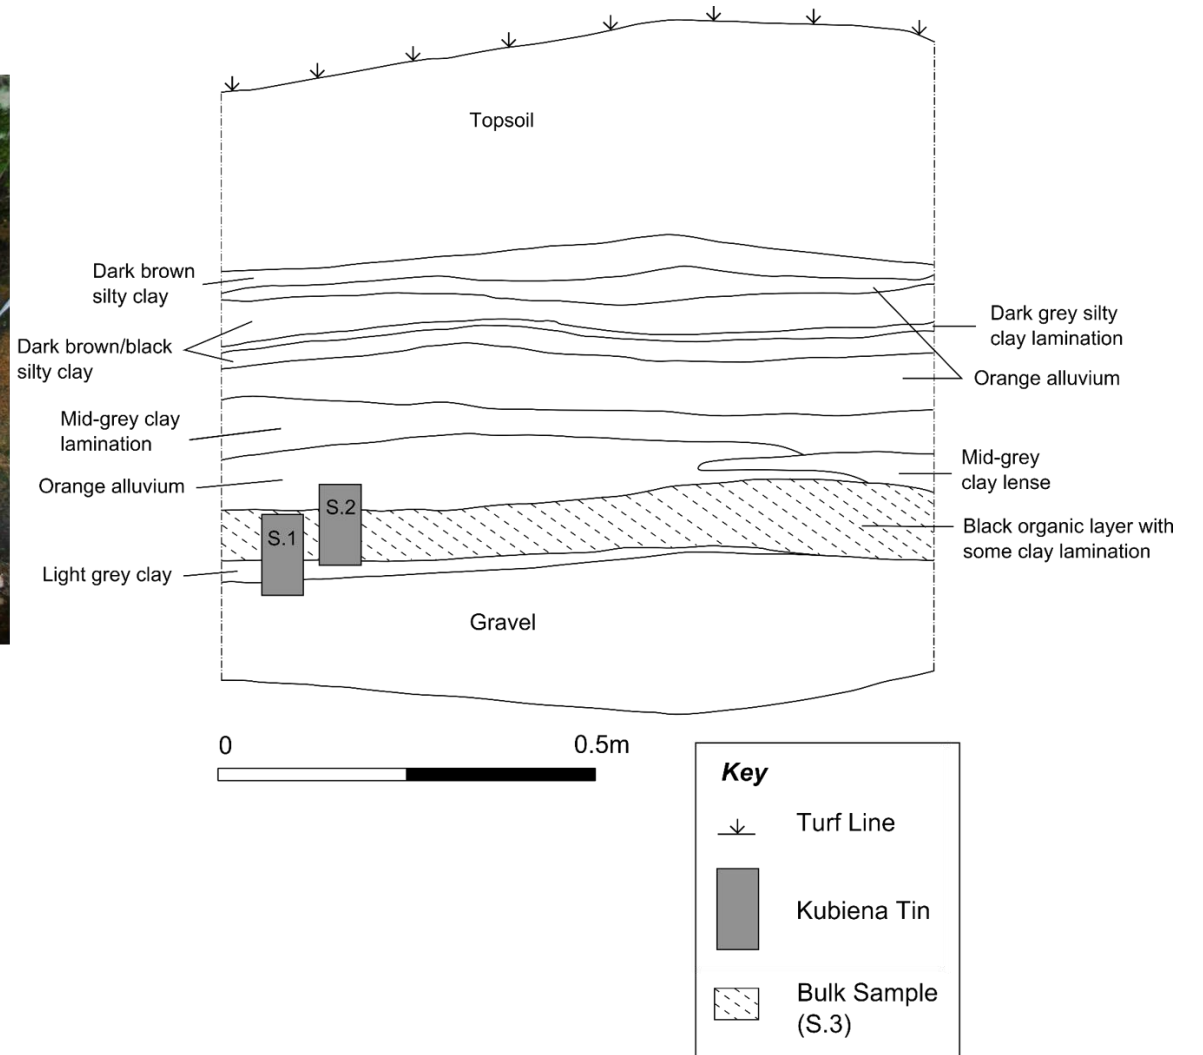 Topsoil
Dark brown
silty clay
Dark brown/black
silty clay
Dark grey silty
clay lamination
Orange alluvium
Mid-grey clay
lamination
Orange alluvium
Mid-grey
clay lense
S.2
S.1
Black organic layer with
some clay lamination
Light grey clay
Gravel
0
0.5m
Key
Turf Line
Kubiena Tin
Bulk Sample
(S.3)